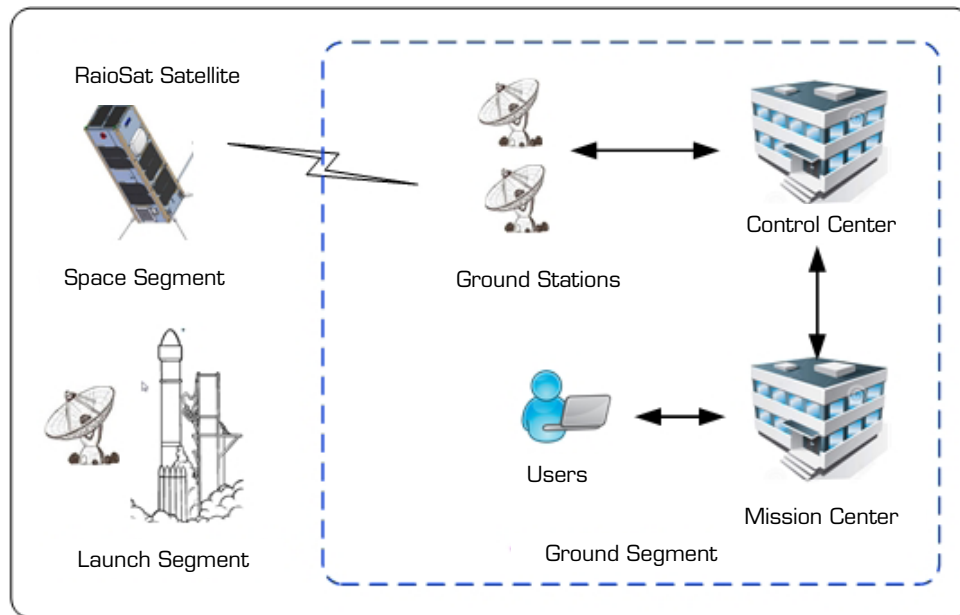 RaioSat Satellite
Space Segment
Launch Segment
Ground Stations
Control Center
Users
Mission Center
Ground Segment